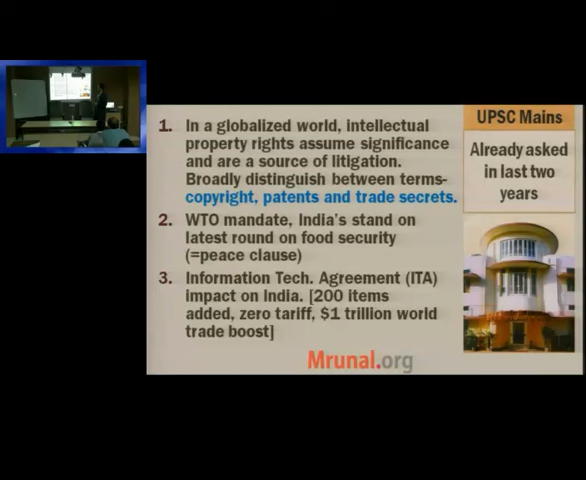 1. In a globalized world, intellectual
property rights assume significance
and are a source of litigation.
Broadly distinguish between terms-
copyright, patents and trade secrets.
2. WTO mandate, India's stand on
latest round on food security
(=peace clause)
3. Information Tech. Agreement (ITA)
impact on India. [200 items
added, zero tariff, $1 trillion world
trade boost]
Mrunal.org
UPSC Mains
Already asked
in last two
years